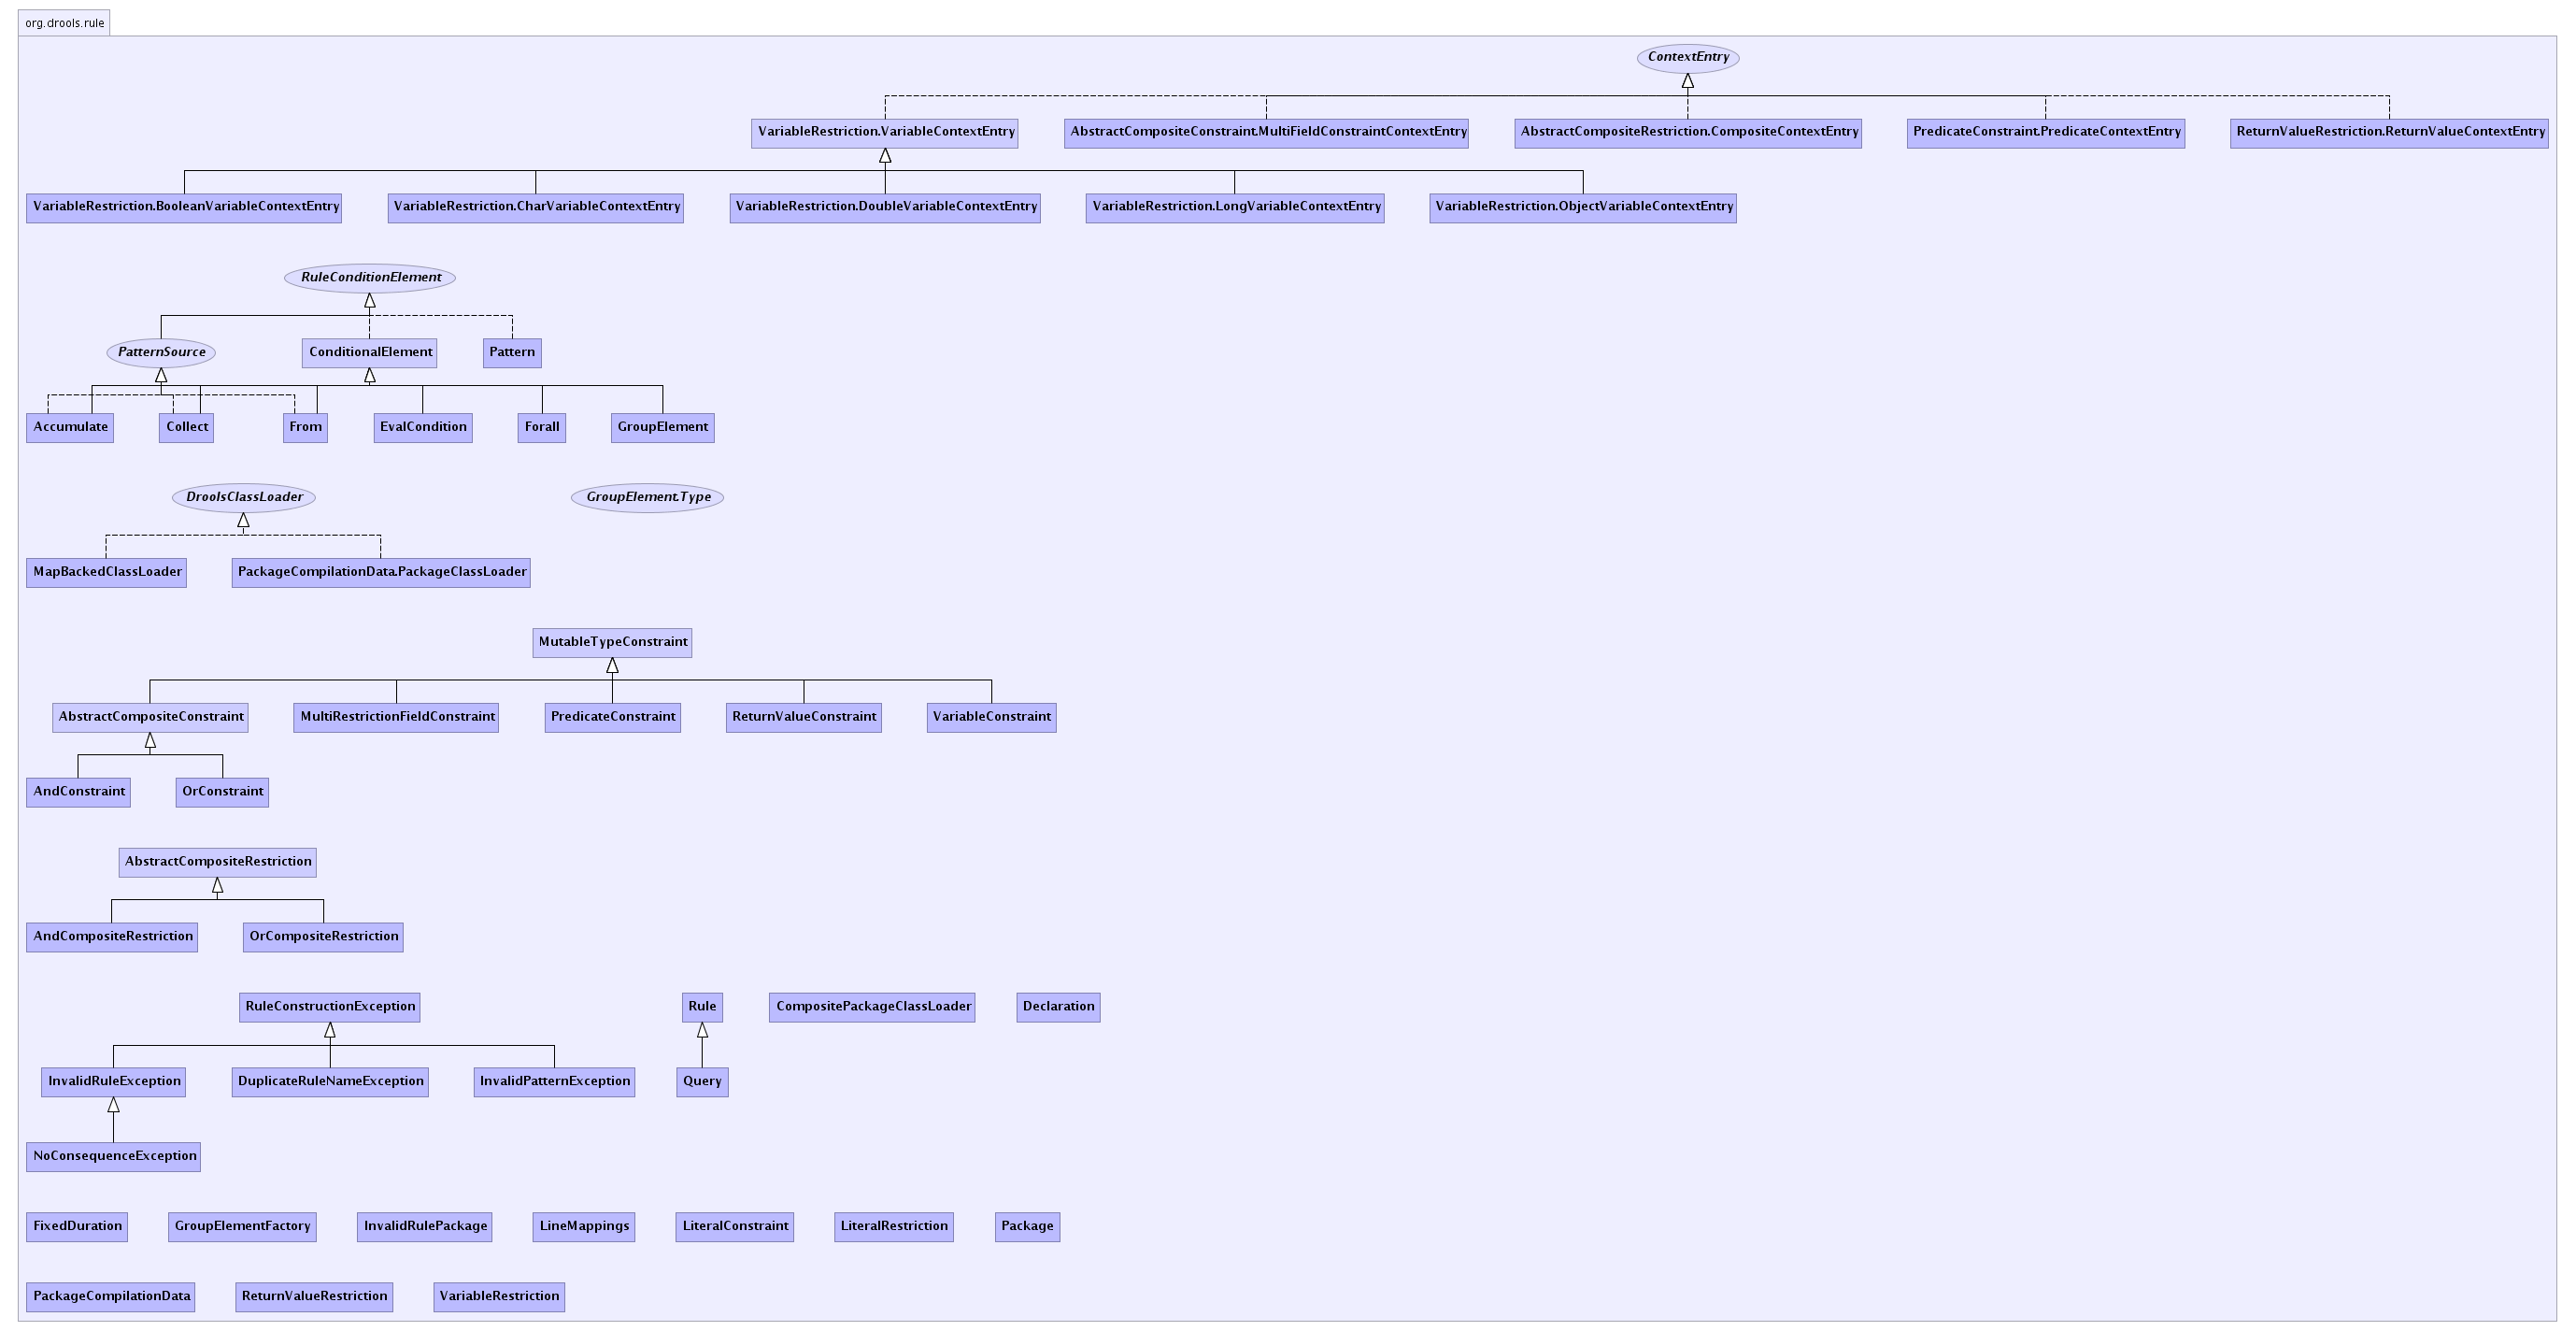 org.drools.rule
ContextEntry
VariableRestriction.VariableContextEntry
AbstractCompositeConstraint.MultiFieldConstraintContextEntry
AbstractCompositeRestriction.CompositeContextEntry
PredicateConstraint.PredicateContextEntry
ReturnValueRestriction.ReturnValueContextEntry
VariableRestriction.BooleanVariableContextEntry
VariableRestriction.CharVariableContextEntry
VariableRestriction.DoubleVariableContextEntry
VariableRestriction.LongVariableContextEntry
VariableRestriction.ObjectVariableContextEntry
RuleConditionElement
PatternSource
ConditionalElement
Pattern
Accumulate
Collect
From
EvalCondition
Forall
GroupElement
DroolsClassLoader
GroupElement.Type
MapBackedClassLoader
PackageCompilationData.PackageClassLoader
MutableTypeConstraint
AbstractCompositeConstraint
MultiRestrictionFieldConstraint
PredicateConstraint
ReturnValueConstraint
VariableConstraint
AndConstraint
OrConstraint
AbstractCompositeRestriction
AndCompositeRestriction
OrCompositeRestriction
RuleConstructionException
Rule
CompositePackageClassLoader
Declaration
InvalidRuleException
DuplicateRuleNameException
InvalidPatternException
Query
NoConsequenceException
FixedDuration
GroupElementFactory
InvalidRulePackage
LineMappings
LiteralConstraint
LiteralRestriction
Package
PackageCompilationData
ReturnValueRestriction
VariableRestriction